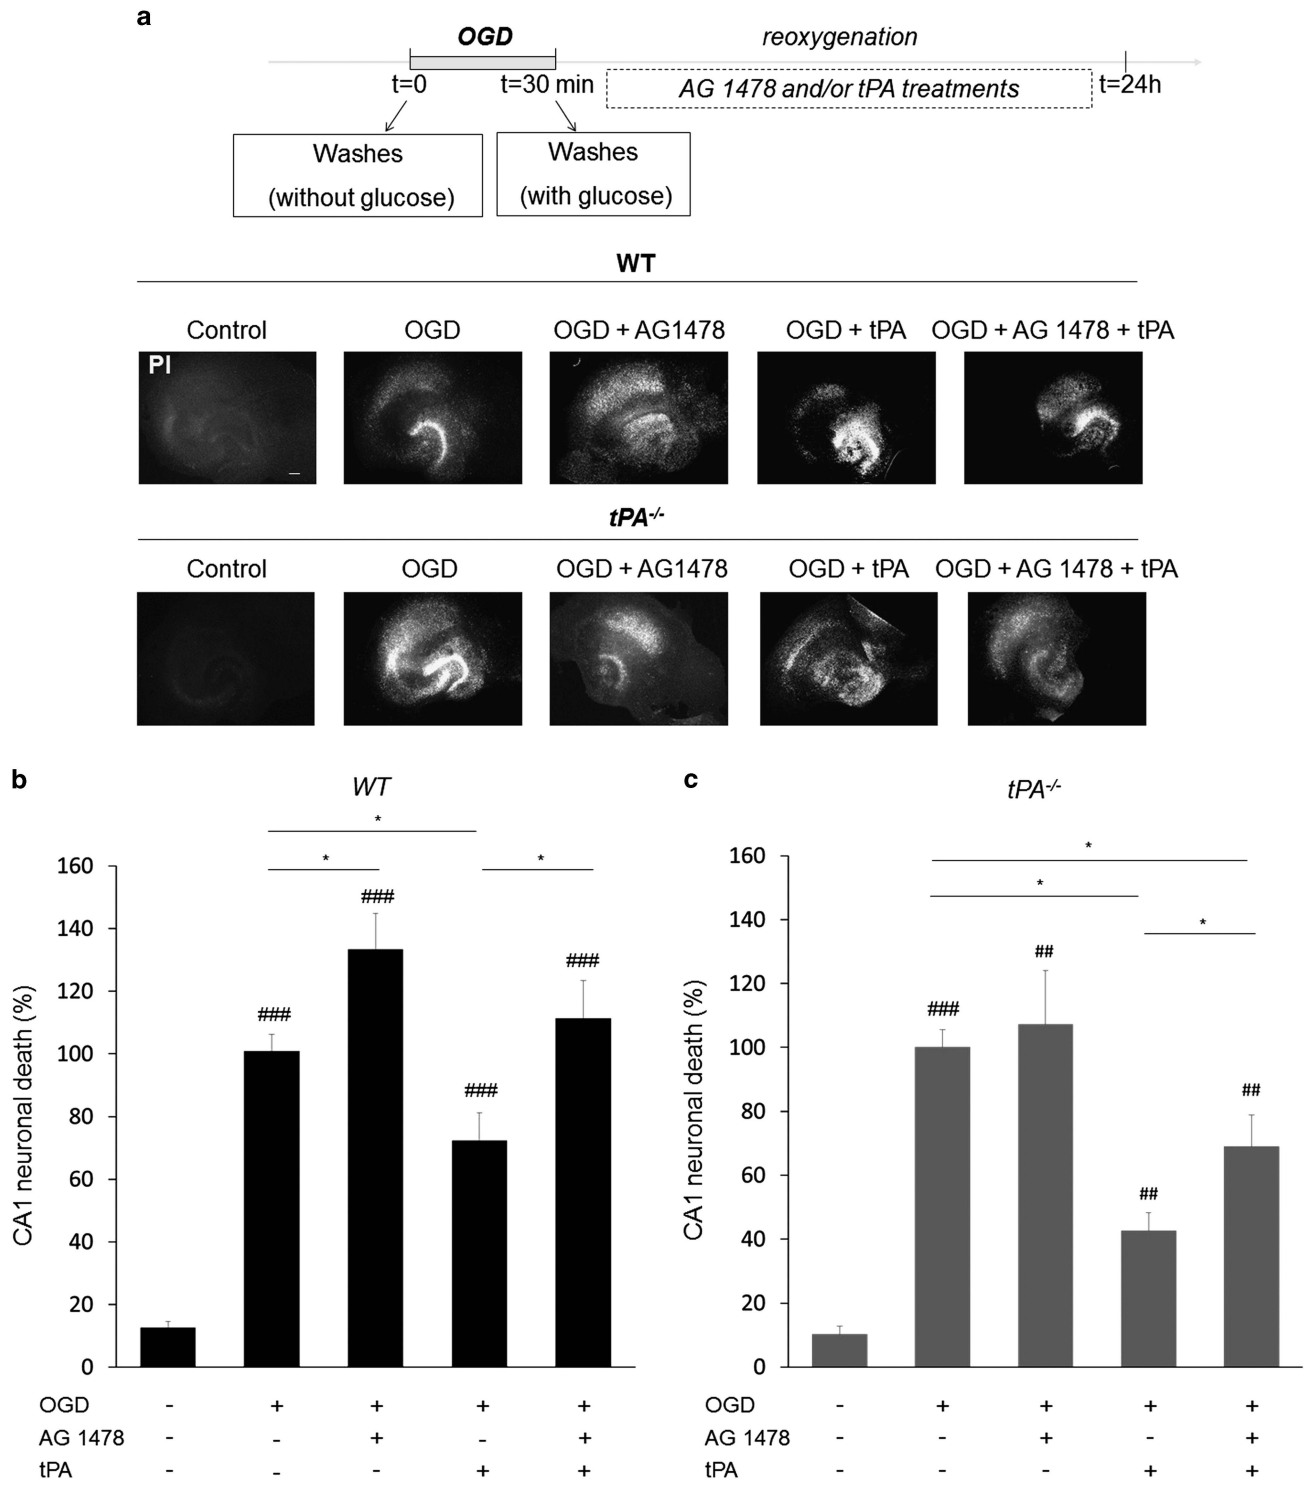 a
OGD
reoxygenation
t=0
t=30 min
AG 1478 and/or tPA treatments
t=24h
Washes
(without glucose)
Washes
(with glucose)
WT
Control
OGD
OGD + AG1478
OGD + tPA
OGD + AG 1478 + tPA
PI
tPA-/-
Control
OGD
OGD + AG1478
OGD + tPA
OGD + AG 1478 + tPA
b
WT
CA1 neuronal death (%)
160
140
120
100
80
60
40
20
0
*
*
*
###
###
###
###
OGD - + + + +
AG 1478 - - + - +
tPA - - - + +
c
tPA-/-
CA1 neuronal death (%)
160
140
120
100
80
60
40
20
0
*
*
*
###
##
##
##
OGD - + + + +
AG 1478 - - + - +
tPA - - - + +